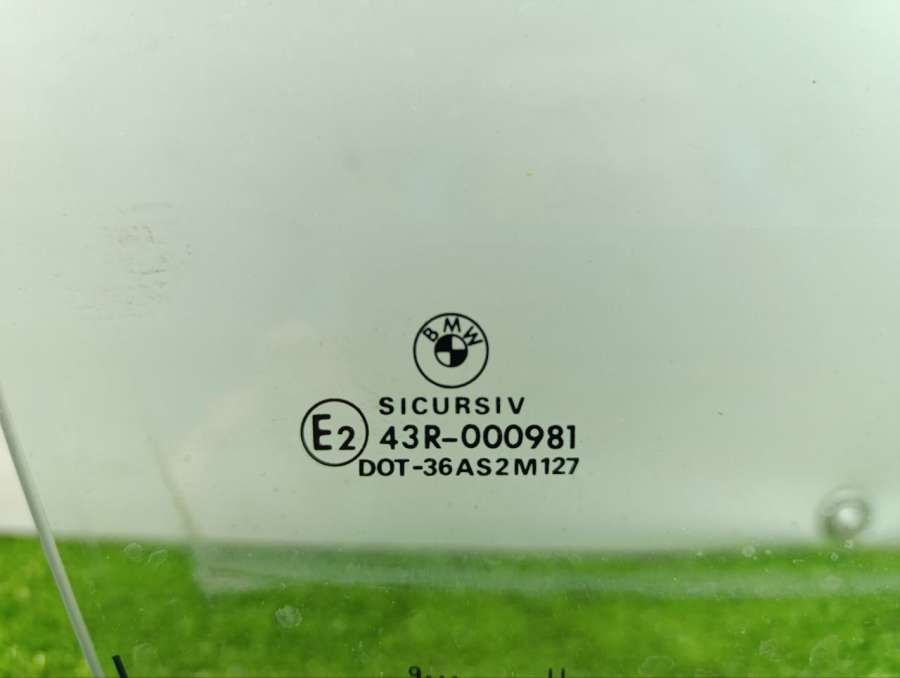 BMW
SICURSIV
E2 43R-000981
DOT-36AS2M127